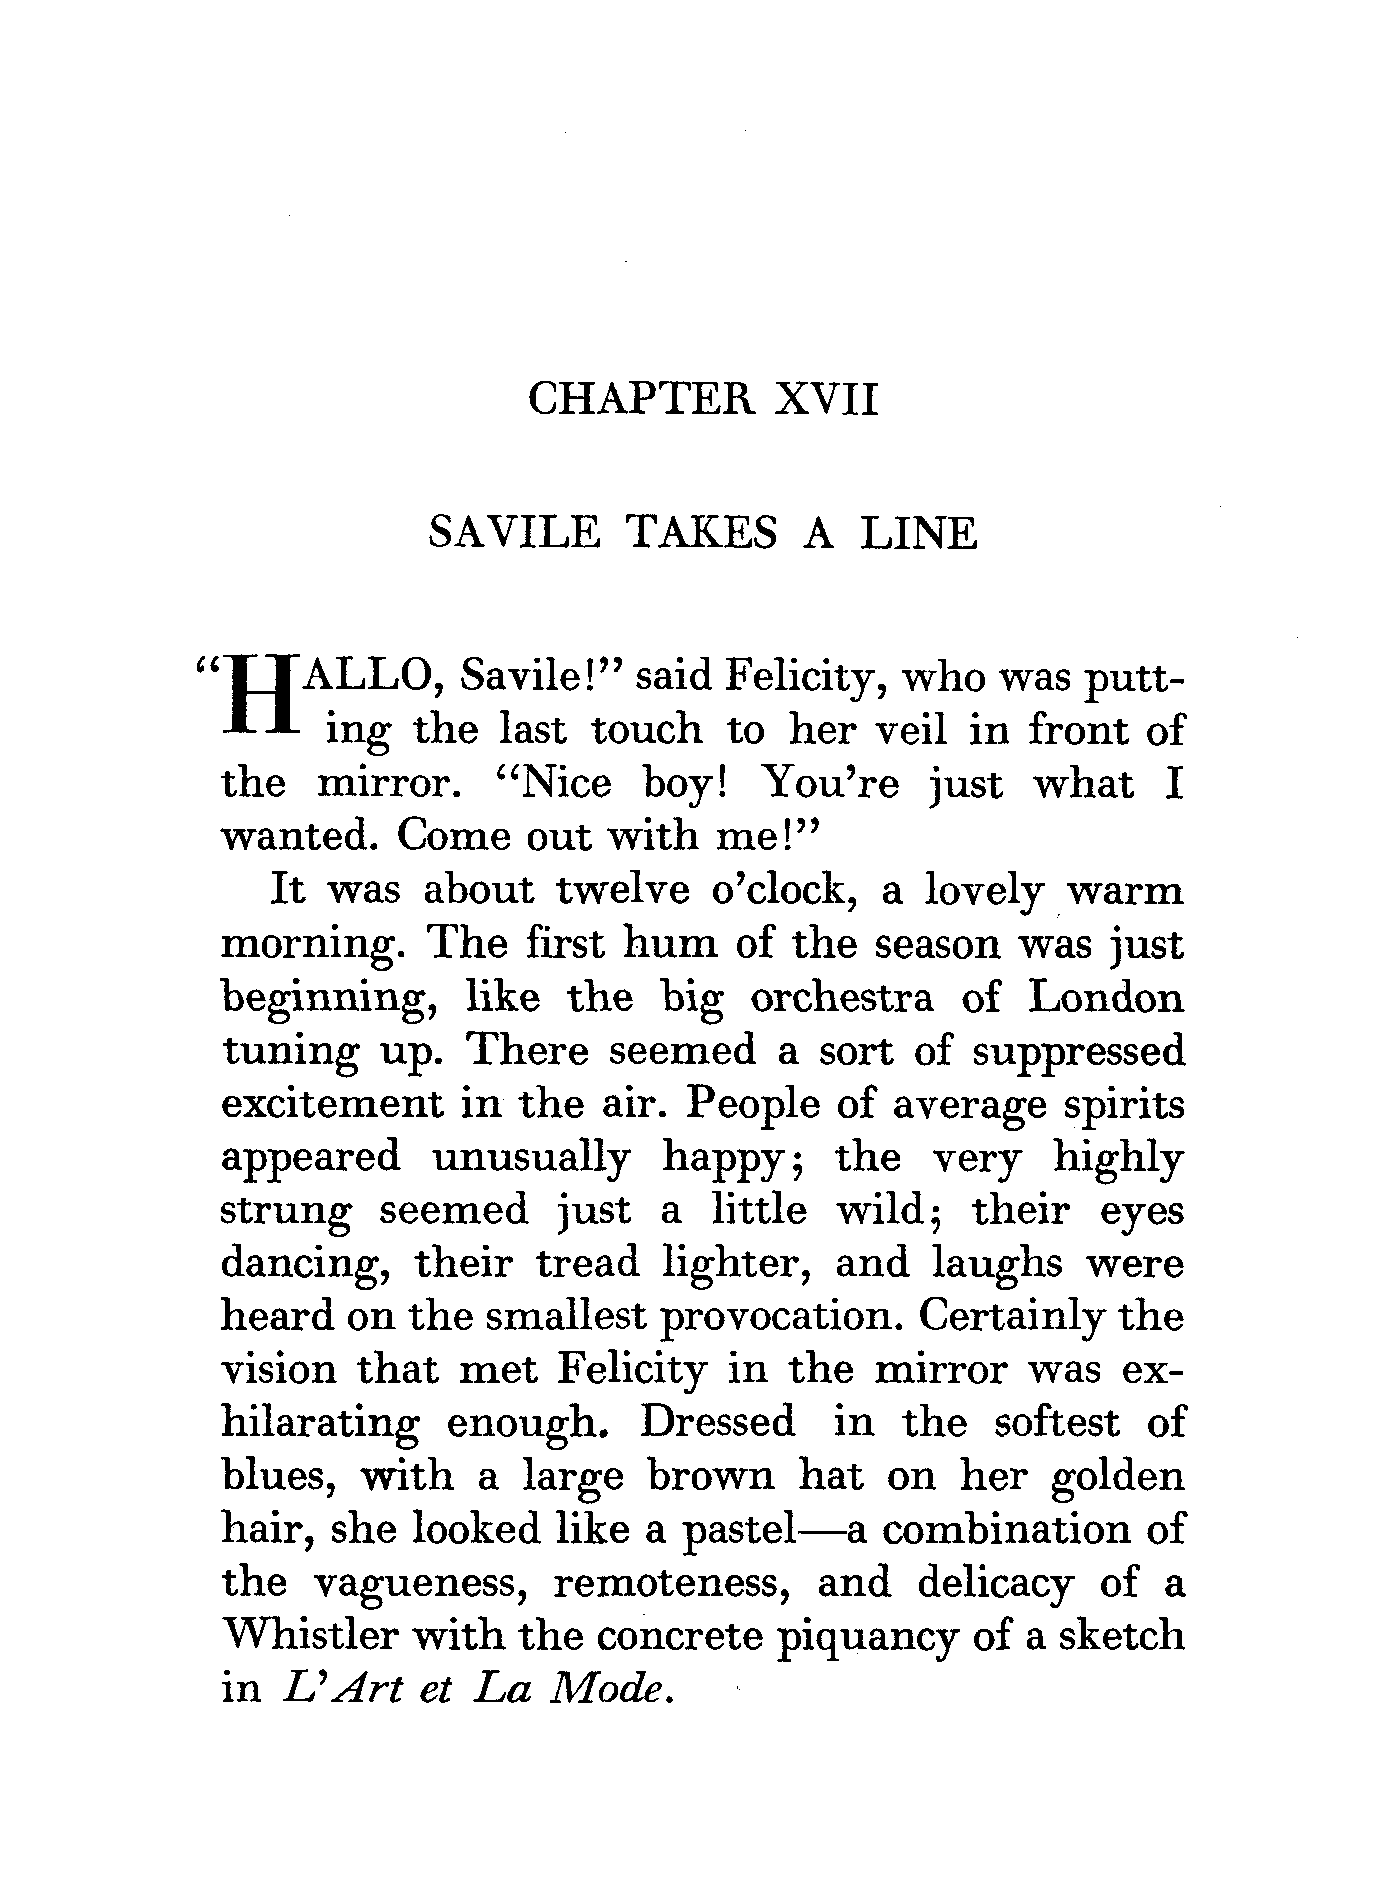 CHAPTER XVII
SAVILE TAKES A LINE
“HALLO, Savile!” said Felicity, who was putt-
ing the last touch to her veil in front of
the mirror. “Nice boy! You’re just what I
wanted. Come out with me!”
It was about twelve o’clock, a lovely warm
morning. The first hum of the season was just
beginning, like the big orchestra of London
tuning up. There seemed a sort of suppressed
excitement in the air. People of average spirits
appeared unusually happy; the very highly
strung seemed just a little wild; their eyes
dancing, their tread lighter, and laughs were
heard on the smallest provocation. Certainly the
vision that met Felicity in the mirror was ex-
hilarating enough. Dressed in the softest of
blues, with a large brown hat on her golden
hair, she looked like a pastel—a combination of
the vagueness, remoteness, and delicacy of a
Whistler with the concrete piquancy of a sketch
in L’Art et La Mode.